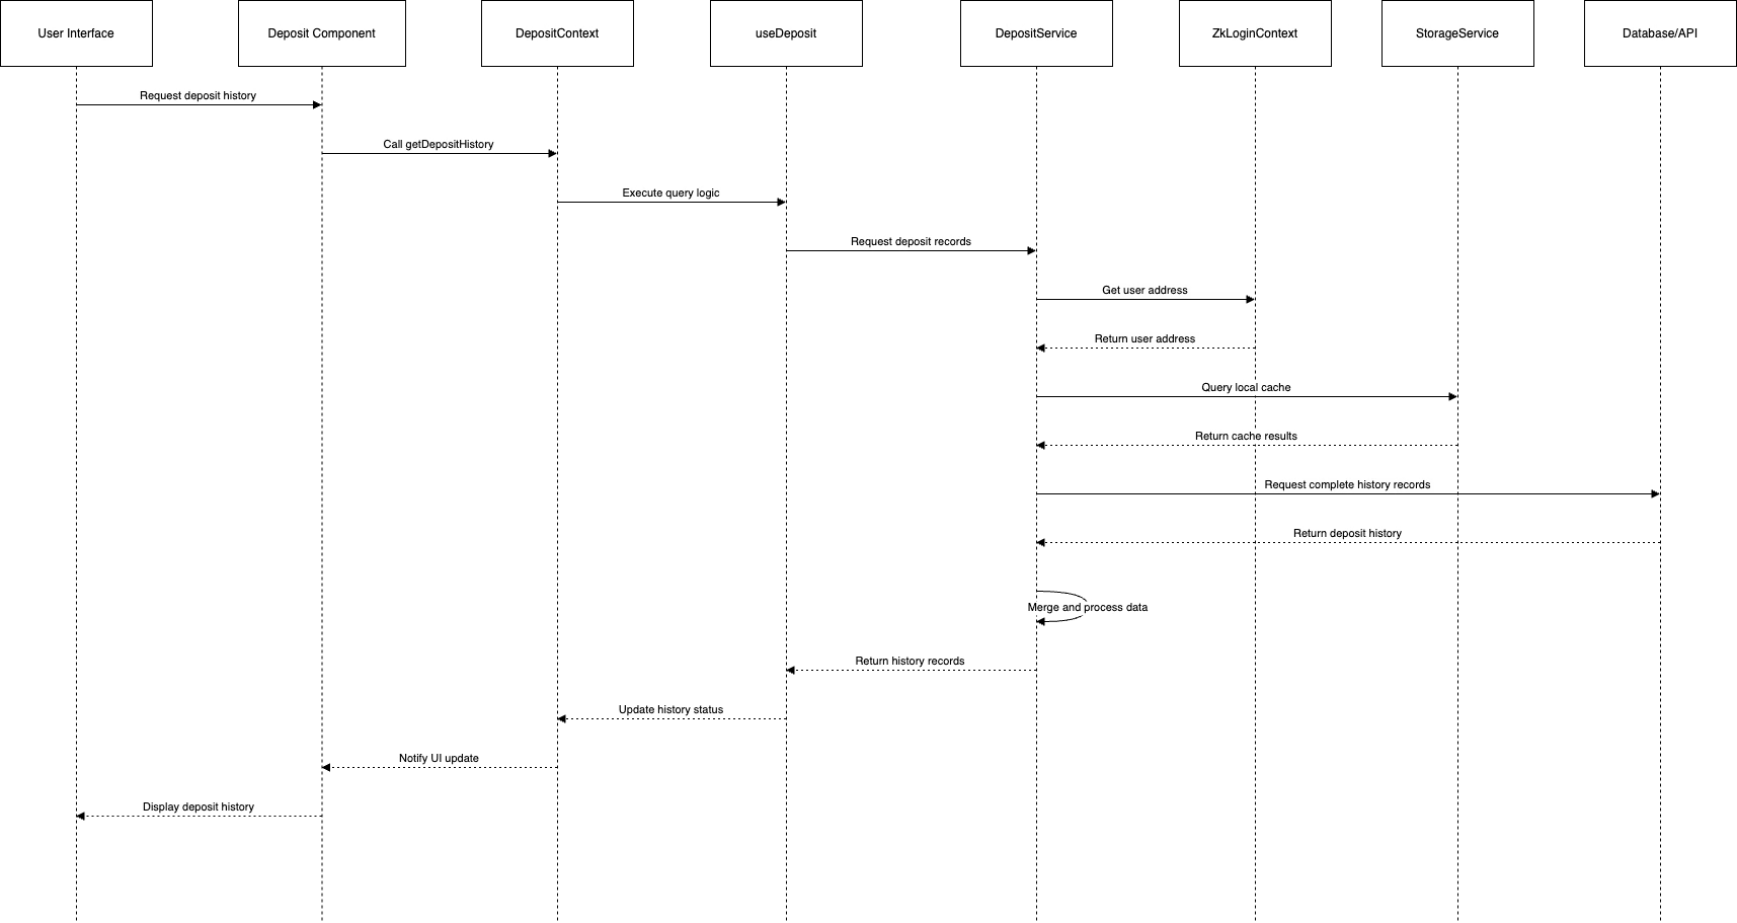 User Interface
Deposit Component
DepositContext
useDeposit
DepositService
ZkLoginContext
StorageService
Database/API
Request deposit history
Call getDepositHistory
Execute query logic
Request deposit records
Get user address
Return user address
Query local cache
Return cache results
Request complete history records
Return deposit history
Merge and process data
Return history records
Update history status
Notify UI update
Display deposit history